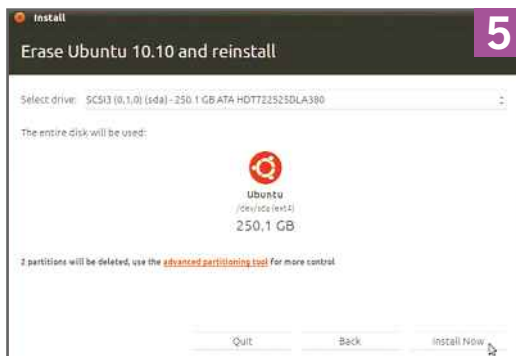 Install
5
Erase Ubuntu 10.10 and reinstall
Select drive: SCSI3 (0,1,0) (sda) - 250.1 GB ATA HDT722525DLA380
The entire disk will be used:
Ubuntu
/dev/sda (ext4)
250.1 GB
2 partitions will be deleted, use the advanced partitioning tool for more control
Quit Back Install Now